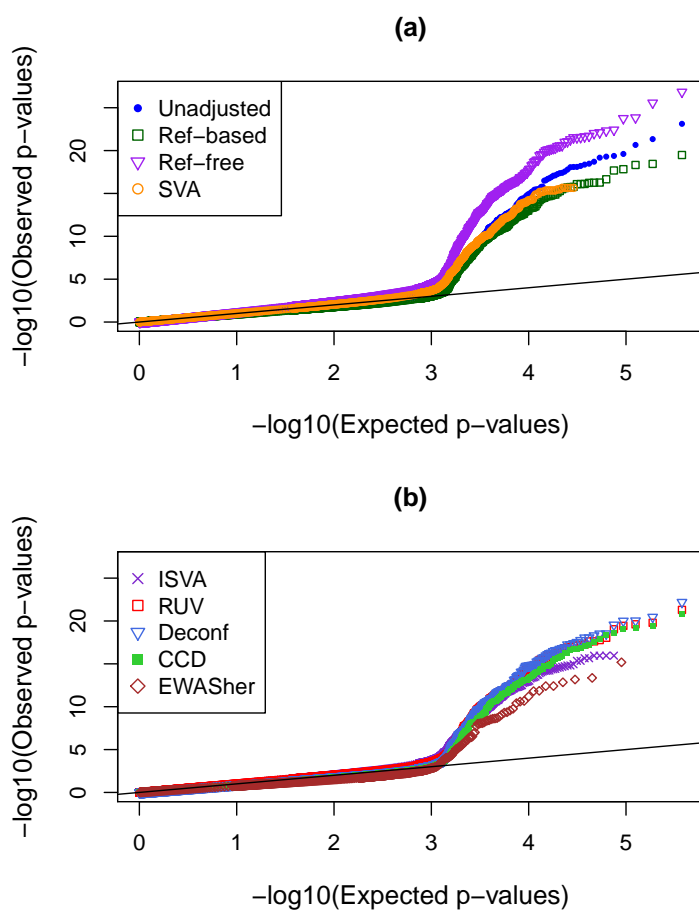 (a)
−log10(Observed p−values)
0
5
10
20
Unadjusted
Ref−based
Ref−free
SVA
0 1 2 3 4 5
−log10(Expected p−values)
(b)
−log10(Observed p−values)
0
5
10
20
ISVA
RUV
Deconf
CCD
EWASher
0 1 2 3 4 5
−log10(Expected p−values)